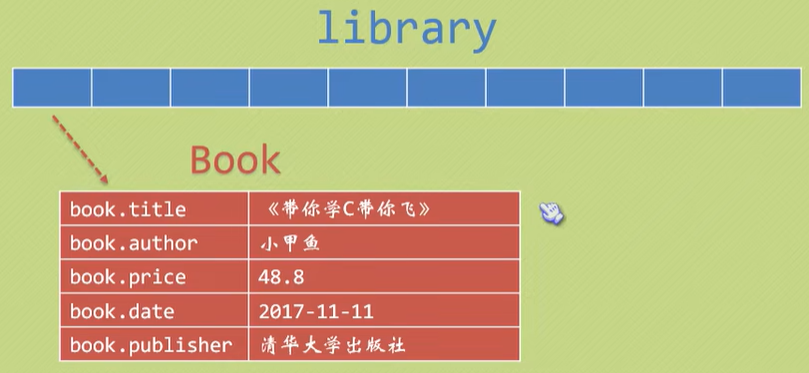 library
Book
book.title 《带你学C带你飞》
book.author 小甲鱼
book.price 48.8
book.date 2017-11-11
book.publisher 清华大学出版社